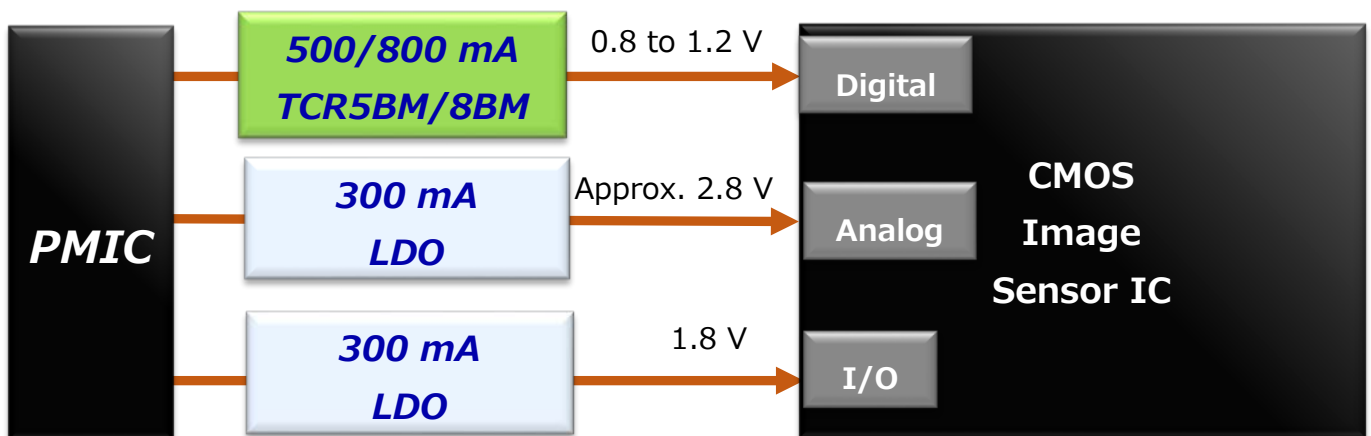 PMIC
500/800 mA
TCR5BM/8BM
0.8 to 1.2 V
Digital
300 mA
LDO
Approx. 2.8 V
Analog
300 mA
LDO
1.8 V
I/O
CMOS
Image
Sensor IC